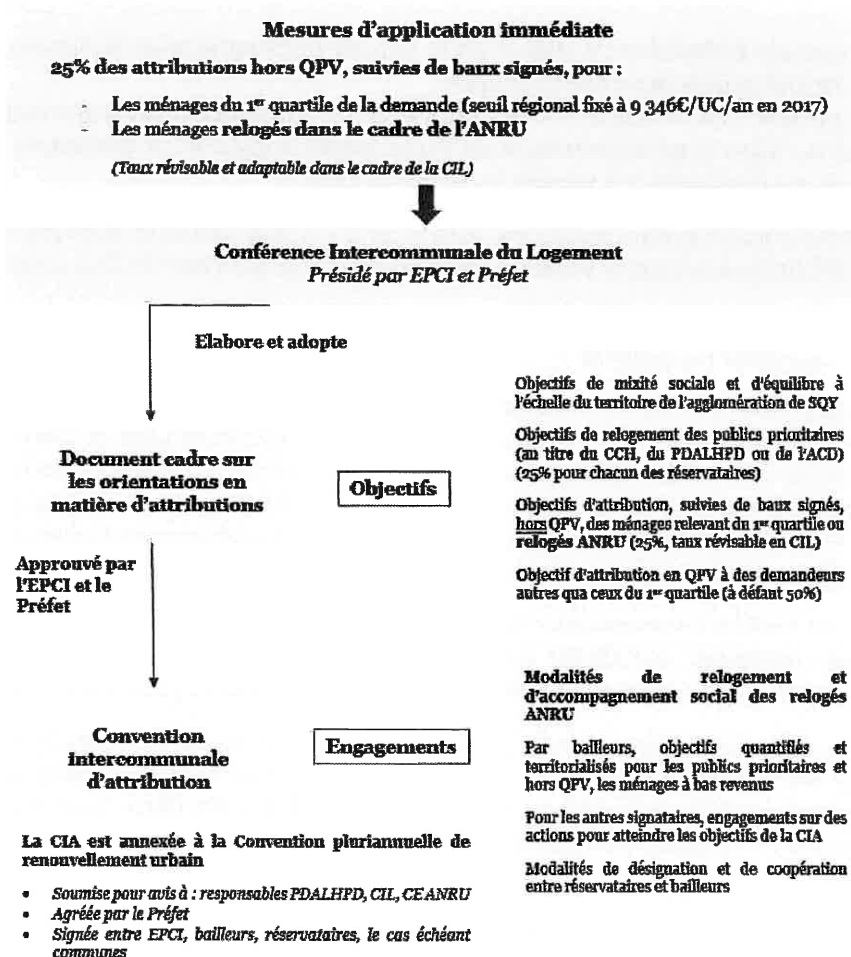 Mesures d'application immédiate
25% des attributions hors QPV, suivies de baux signés, pour :
- Les ménages du 1er quartile de la demande (seuil régional fixé à 9 346€/UC/an en 2017)
- Les ménages relogés dans le cadre de l'ANRU
(Taux révisable et adaptable dans le cadre de la CIL)
Conférence Intercommunale du Logement
Présidé par EPCI et Préfet
Elabore et adopte
Document cadre sur
les orientations en
matière d'attributions
Objectifs
Objectifs de mixité sociale et d'équilibre à
l'échelle du territoire de l'agglomération de SQY
Objectifs de relogement des publics prioritaires
(au titre du CCH, du PDALHPD ou de l'ACD)
(25% pour chacun des réservataires)
Objectifs d'attribution, suivies de baux signés,
hors QPV, des ménages relevant du 1er quartile ou
relogés ANRU (25%, taux révisable en CIL)
Objectif d'attribution en QPV à des demandeurs
autres qua ceux du 1er quartile (à défaut 50%)
Approuvé par
l'EPCI et le
Préfet
Convention
intercommunale
d'attribution
Engagements
Modalités de relogement et
d'accompagnement social des relogés
ANRU
Par bailleurs, objectifs quantifiés et
territorialisés pour les publics prioritaires et
hors QPV, les ménages à bas revenus
Pour les autres signataires, engagements sur des
actions pour atteindre les objectifs de la CIA
Modalités de désignation et de coopération
entre réservataires et bailleurs
La CIA est annexée à la Convention pluriannuelle de
renouvellement urbain
• Soumise pour avis à : responsables PDALHPD, CIL, CE ANRU
• Agréée par le Préfet
• Signée entre EPCI, bailleurs, réservataires, le cas échéant
communes